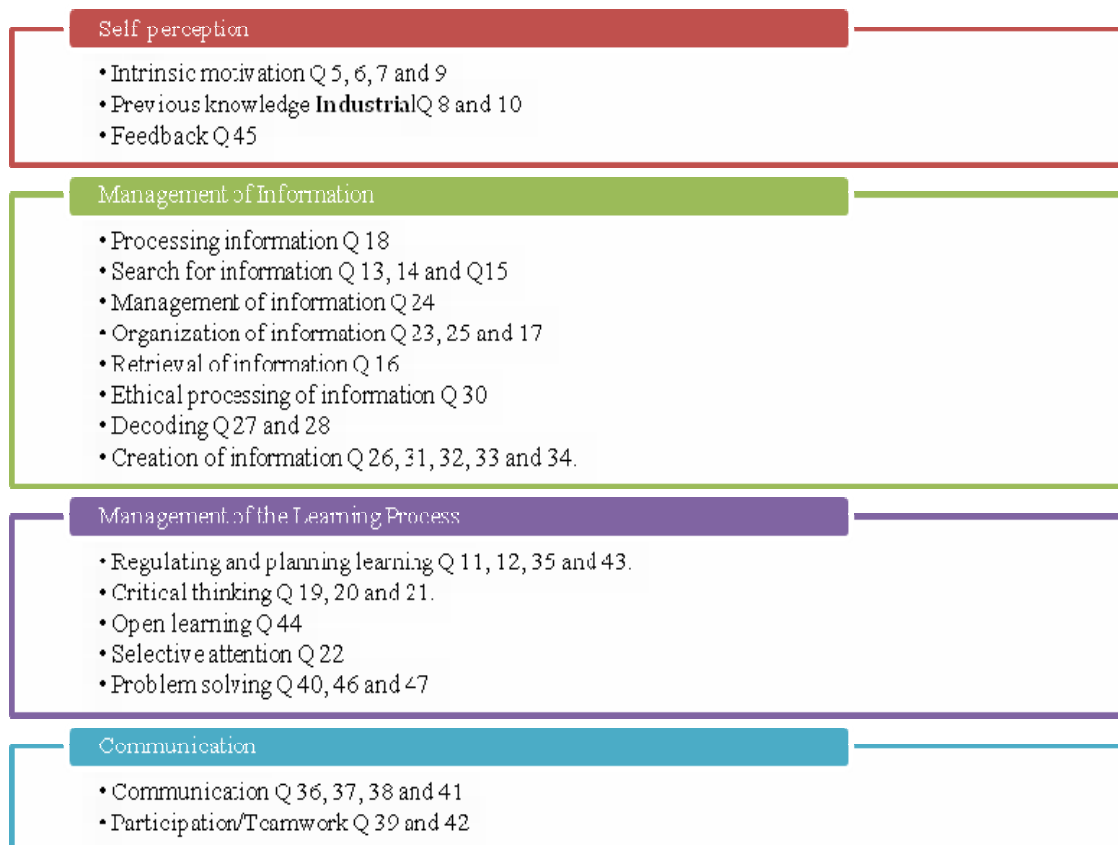 Self perception
• Intrinsic motivation Q 5, 6, 7 and 9
• Previous knowledge IndustrialQ 8 and 10
• Feedback Q 45
Management of Information
• Processing information Q 18
• Search for information Q 13, 14 and Q15
• Management of information Q 24
• Organization of information Q 23, 25 and 17
• Retrieval of information Q 16
• Ethical processing of information Q 30
• Decoding Q 27 and 28
• Creation of information Q 26, 31, 32, 33 and 34.
Management of the Learning Process
• Regulating and planning learning Q 11, 12, 35 and 43.
• Critical thinking Q 19, 20 and 21.
• Open learning Q 44
• Selective attention Q 22
• Problem solving Q 40, 46 and 47
Communication
• Communication Q 36, 37, 38 and 41
• Participation/Teamwork Q 39 and 42